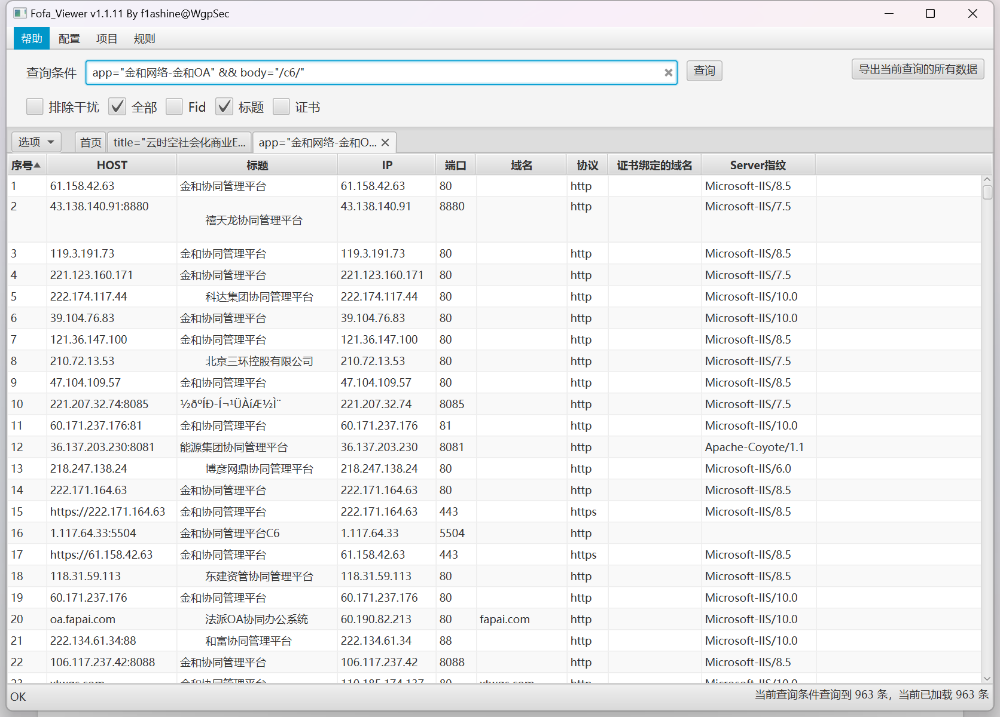 Fofa_Viewer v1.1.11 By f1ashine@WgpSec
帮助 配置 项目 规则
查询条件 app="金和网络-金和OA" && body="/c6/" 查询 导出当前查询的所有数据
排除干扰 全部 Fid 标题 证书
选项 首页 title="云时空社会化商业E... app="金和网络-金和O...
序号 HOST 标题 IP 端口 域名 协议 证书绑定的域名 Server指纹
1 61.158.42.63 金和协同管理平台 61.158.42.63 80 http Microsoft-IIS/8.5
2 43.138.140.91:8880 禧天龙协同管理平台 43.138.140.91 8880 http Microsoft-IIS/7.5
3 119.3.191.73 金和协同管理平台 119.3.191.73 80 http Microsoft-IIS/8.5
4 221.123.160.171 金和协同管理平台 221.123.160.171 80 http Microsoft-IIS/7.5
5 222.174.117.44 科达集团协同管理平台 222.174.117.44 80 http Microsoft-IIS/10.0
6 39.104.76.83 金和协同管理平台 39.104.76.83 80 http Microsoft-IIS/10.0
7 121.36.147.100 金和协同管理平台 121.36.147.100 80 http Microsoft-IIS/8.5
8 210.72.13.53 北京三环控股有限公司 210.72.13.53 80 http Microsoft-IIS/7.5
9 47.104.109.57 金和协同管理平台 47.104.109.57 80 http Microsoft-IIS/8.5
10 221.207.32.74:8085 ½ðºÍÐ-Í¬¹ÜÀíÆ½Ì¨ 221.207.32.74 8085 http Microsoft-IIS/7.5
11 60.171.237.176:81 金和协同管理平台 60.171.237.176 81 http Microsoft-IIS/10.0
12 36.137.203.230:8081 能源集团协同管理平台 36.137.203.230 8081 http Apache-Coyote/1.1
13 218.247.138.24 博彦网鼎协同管理平台 218.247.138.24 80 http Microsoft-IIS/6.0
14 222.171.164.63 金和协同管理平台 222.171.164.63 80 http Microsoft-IIS/8.5
15 https://222.171.164.63 金和协同管理平台 222.171.164.63 443 https Microsoft-IIS/8.5
16 1.117.64.33:5504 金和协同管理平台C6 1.117.64.33 5504 http
17 https://61.158.42.63 金和协同管理平台 61.158.42.63 443 https Microsoft-IIS/8.5
18 118.31.59.113 东建资管协同管理平台 118.31.59.113 80 http Microsoft-IIS/8.5
19 60.171.237.176 金和协同管理平台 60.171.237.176 80 http Microsoft-IIS/10.0
20 oa.fapai.com 法派OA协同办公系统 60.190.82.213 80 fapai.com http Microsoft-IIS/10.0
21 222.134.61.34:88 和富协同管理平台 222.134.61.34 88 http Microsoft-IIS/10.0
22 106.117.237.42:8088 金和协同管理平台 106.117.237.42 8088 http Microsoft-IIS/8.5
23 金和协同管理平台 110.185.174.137 80 http Microsoft-IIS/10.0
OK 当前查询条件查询到 963 条，当前已加载 963 条